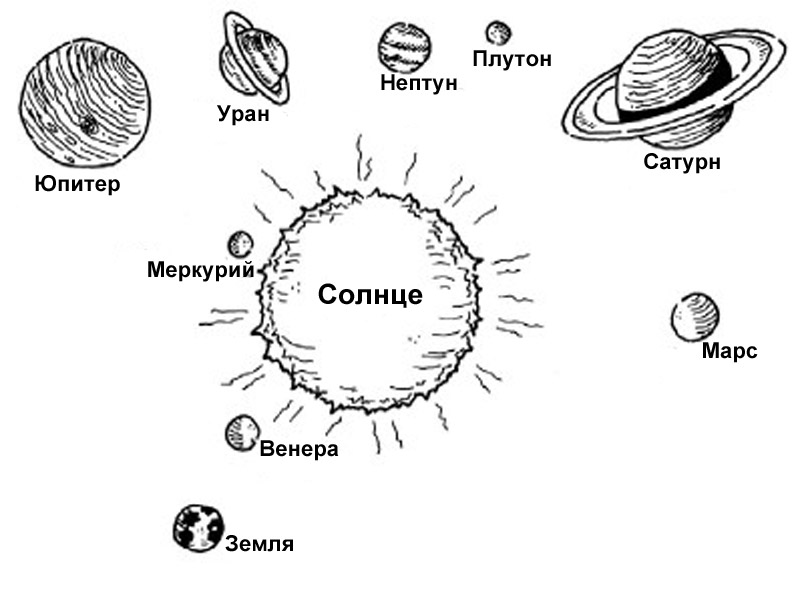 Плутон
Нептун
Уран
Сатурн
Юпитер
Меркурий
Солнце
Марс
Венера
Земля